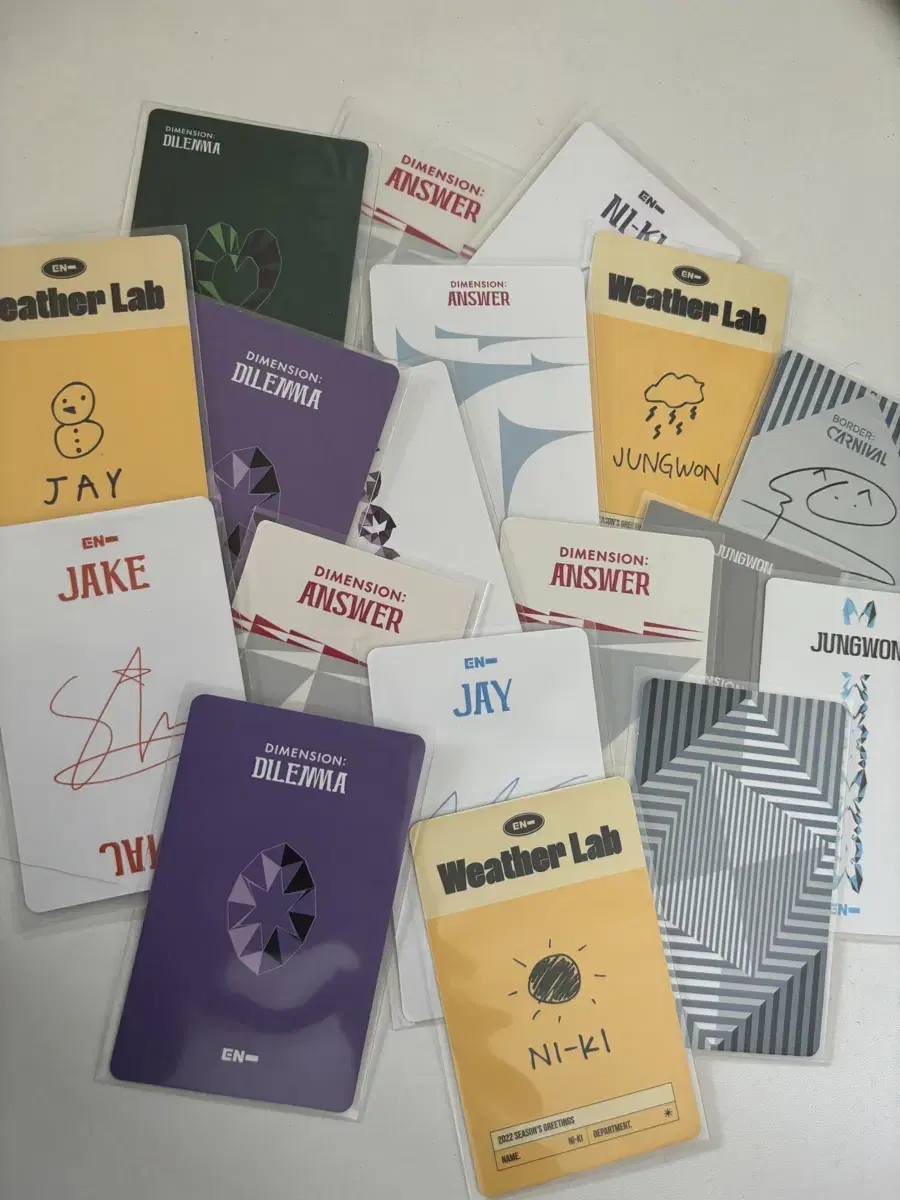 DIMENSION:
DILEMMA
DIMENSION:
ANSWER
EN-
NI-KI
EN-
eather Lab
JAY
DIMENSION:
ANSWER
EN-
Weather Lab
JUNGWON
BORDER:
CARNIVAL
DIMENSION:
DILEMMA
EN-
JAKE
DIMENSION:
ANSWER
DIMENSION:
ANSWER
JUNGWON
JUNGWON
EN-
EN-
JAY
DIMENSION:
DILEMMA
EN-
EN-
Weather Lab
NI-KI
2022 SEASON'S GREETINGS
NAME. NI-KI DEPARTMENT.